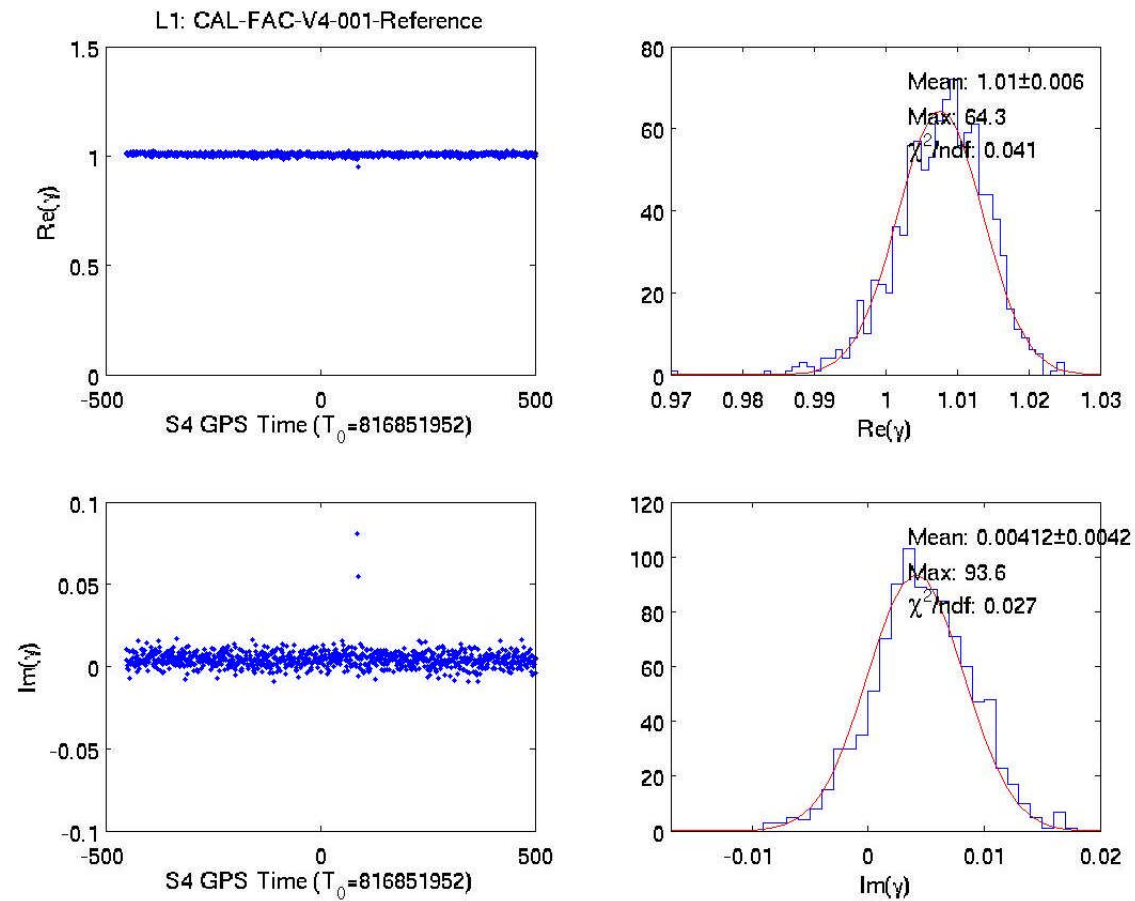 L1: CAL-FAC-V4-001-Reference
1.5
1
0.5
0
Re(γ)
-500
0
500
S4 GPS Time (T_0=816851952)
80
60
40
20
0
Mean: 1.01±0.006
Max: 64.3
χ^2/ndf: 0.041
0.97
0.98
0.99
1
1.01
1.02
1.03
Re(γ)
0.1
0.05
0
-0.05
-0.1
Im(γ)
-500
0
500
S4 GPS Time (T_0=816851952)
120
100
80
60
40
20
0
Mean: 0.00412±0.0042
Max: 93.6
χ^2/ndf: 0.027
-0.01
0
0.01
0.02
Im(γ)